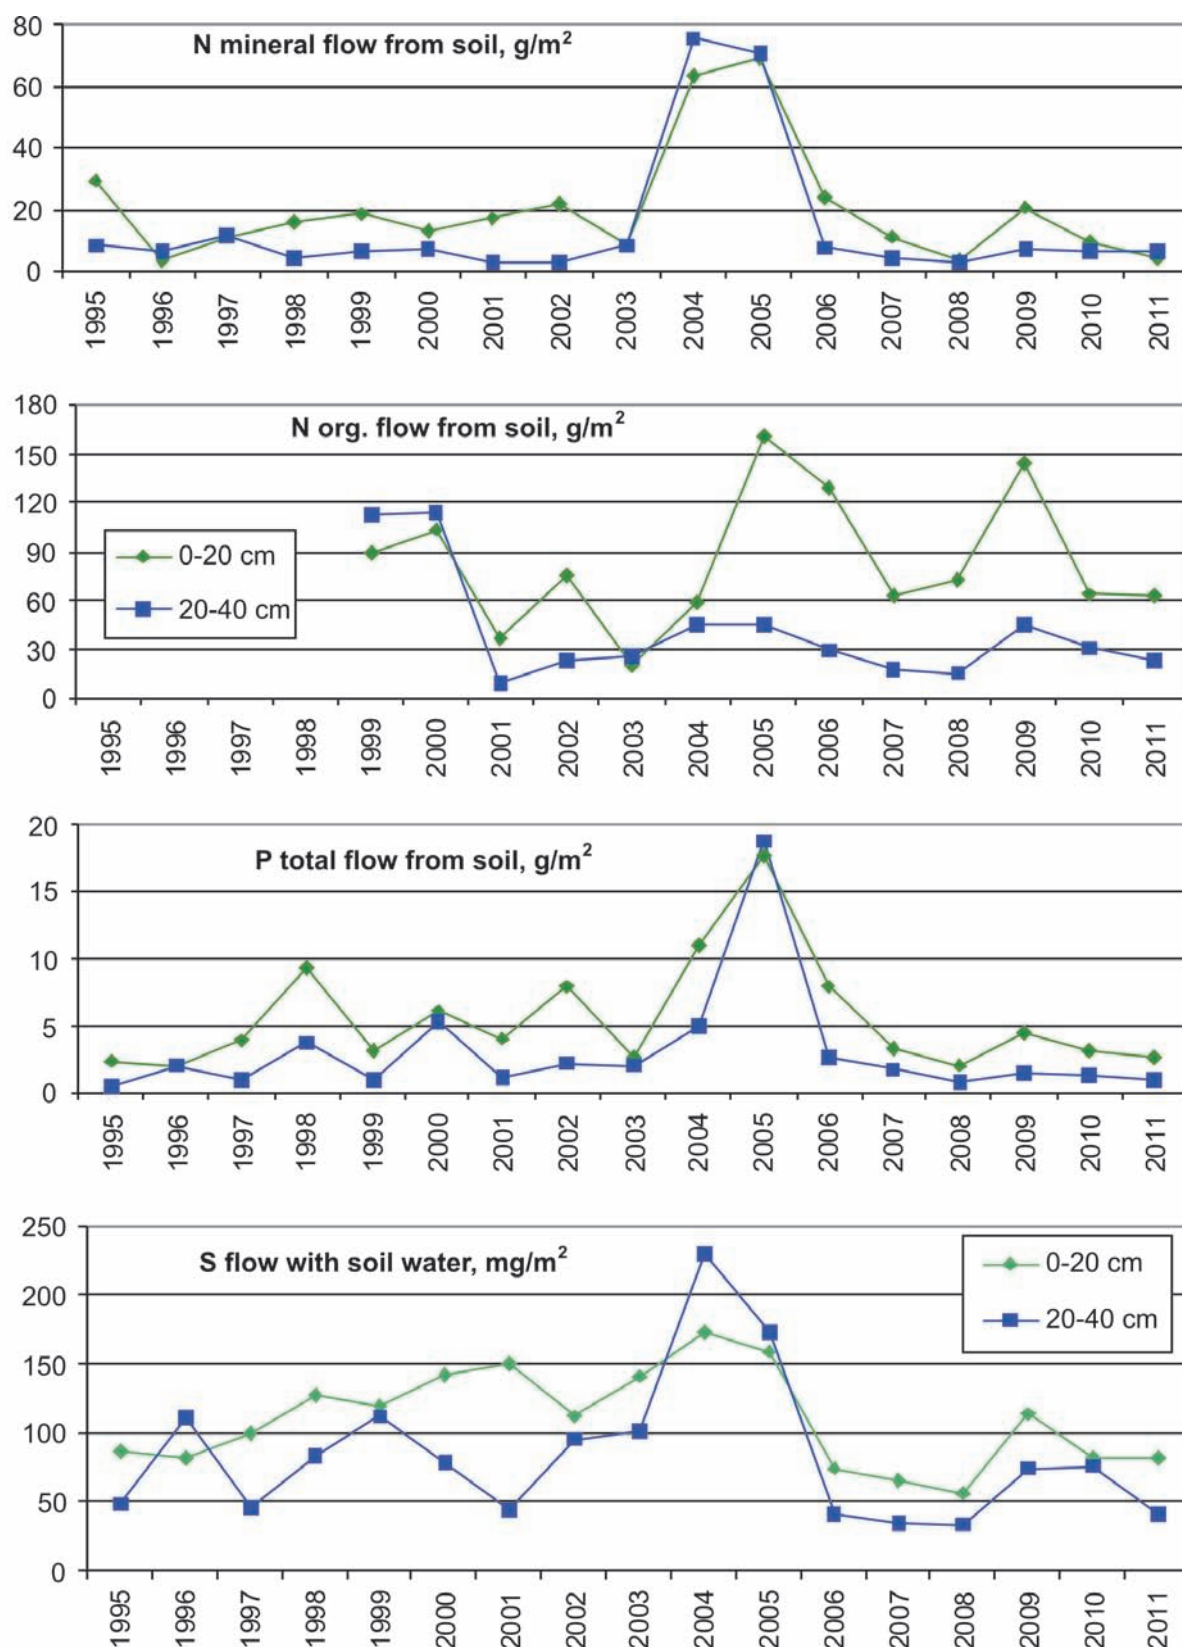 N mineral flow from soil, g/m²
80
60
40
20
0
1995 1996 1997 1998 1999 2000 2001 2002 2003 2004 2005 2006 2007 2008 2009 2010 2011
N org. flow from soil, g/m²
180
150
120
90
60
30
0
0-20 cm
20-40 cm
1995 1996 1997 1998 1999 2000 2001 2002 2003 2004 2005 2006 2007 2008 2009 2010 2011
P total flow from soil, g/m²
20
15
10
5
0
1995 1996 1997 1998 1999 2000 2001 2002 2003 2004 2005 2006 2007 2008 2009 2010 2011
S flow with soil water, mg/m²
250
200
150
100
50
0
0-20 cm
20-40 cm
1995 1996 1997 1998 1999 2000 2001 2002 2003 2004 2005 2006 2007 2008 2009 2010 2011